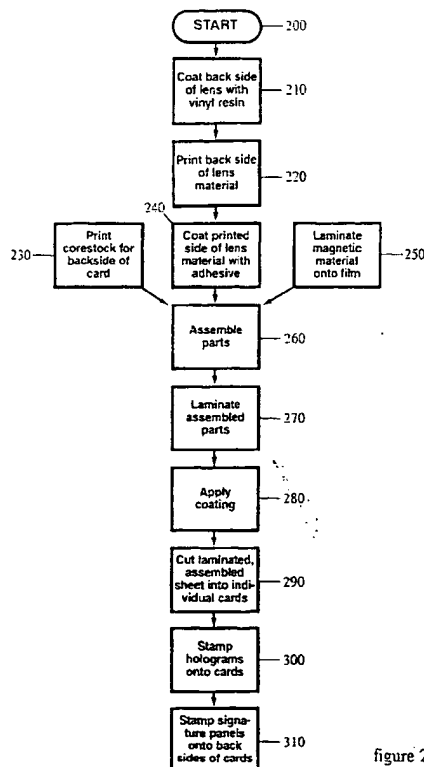 START
200
Coat back side
of lens with
vinyl resin
210
Print back side
of lens
material
220
240
230
Print
corestock for
backside of
card
Coat printed
side of lens
material with
adhesive
Laminate
magnetic
material
onto film
250
Assemble
parts
260
Laminate
assembled
parts
270
Apply
coating
280
Cut laminated,
assembled
sheet into indi-
vidual cards
290
Stamp
holograms
onto cards
300
Stamp signa-
ture panels
onto back
sides of cards
310
figure 2